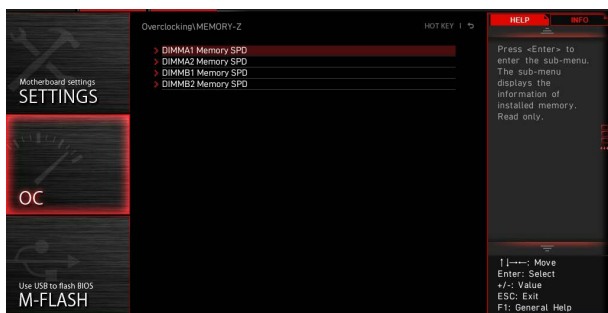 Overclocking\MEMORY-Z
HOT KEY
DIMMA1 Memory SPD
DIMMA2 Memory SPD
DIMMB1 Memory SPD
DIMMB2 Memory SPD
Motherboard settings
SETTINGS
OC
Use USB to flash BIOS
M-FLASH
HELP
INFO
Press <Enter> to
enter the sub-menu.
The sub-menu
displays the
information of
installed memory.
Read only.
↑↓→←: Move
Enter: Select
+/-: Value
ESC: Exit
F1: General Help